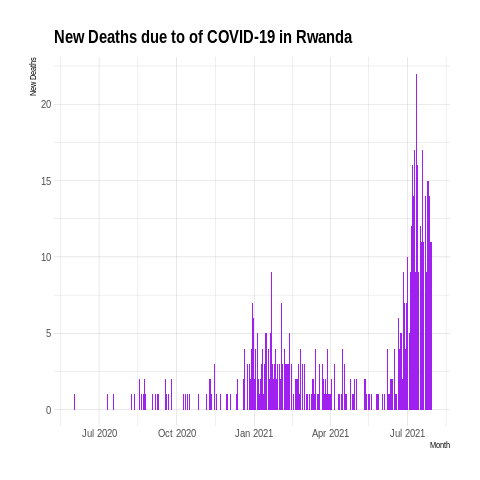 New Deaths due to of COVID-19 in Rwanda
New Deaths
20
15
10
5
0
Jul 2020 Oct 2020 Jan 2021 Apr 2021 Jul 2021
Month